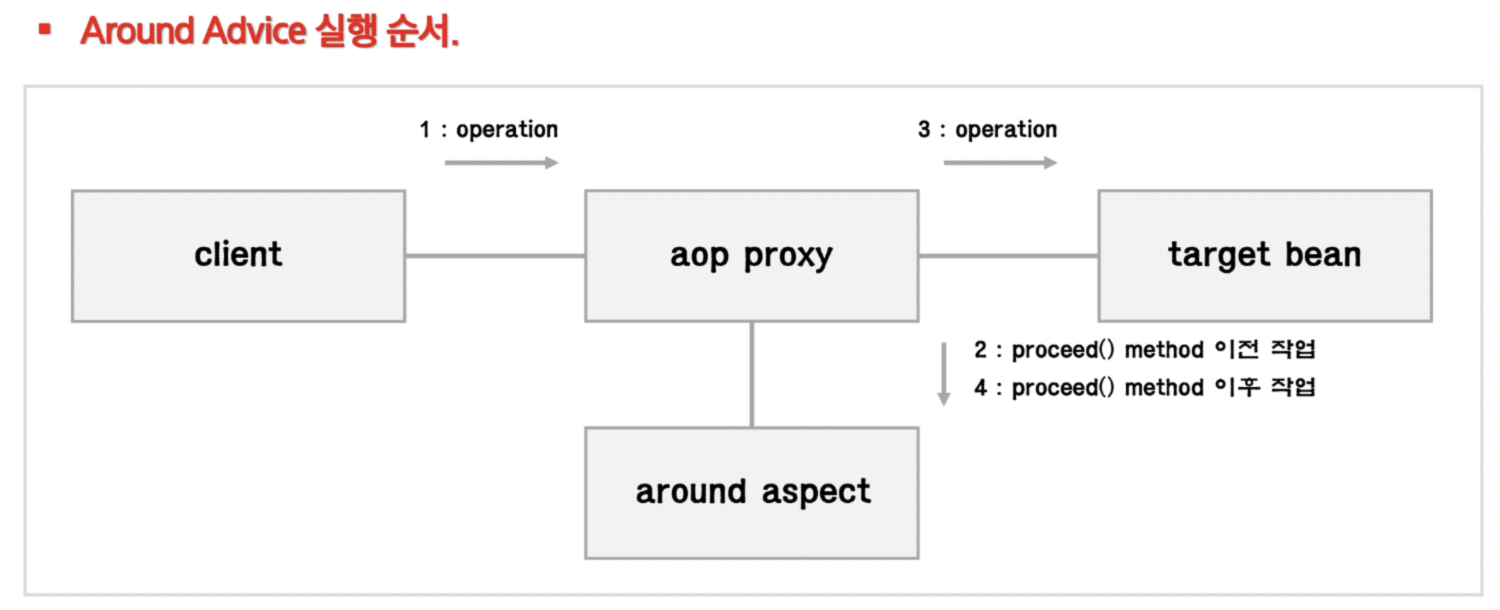 ▪ Around Advice 실행 순서.
1 : operation
3 : operation
client
aop proxy
target bean
2 : proceed() method 이전 작업
4 : proceed() method 이후 작업
around aspect